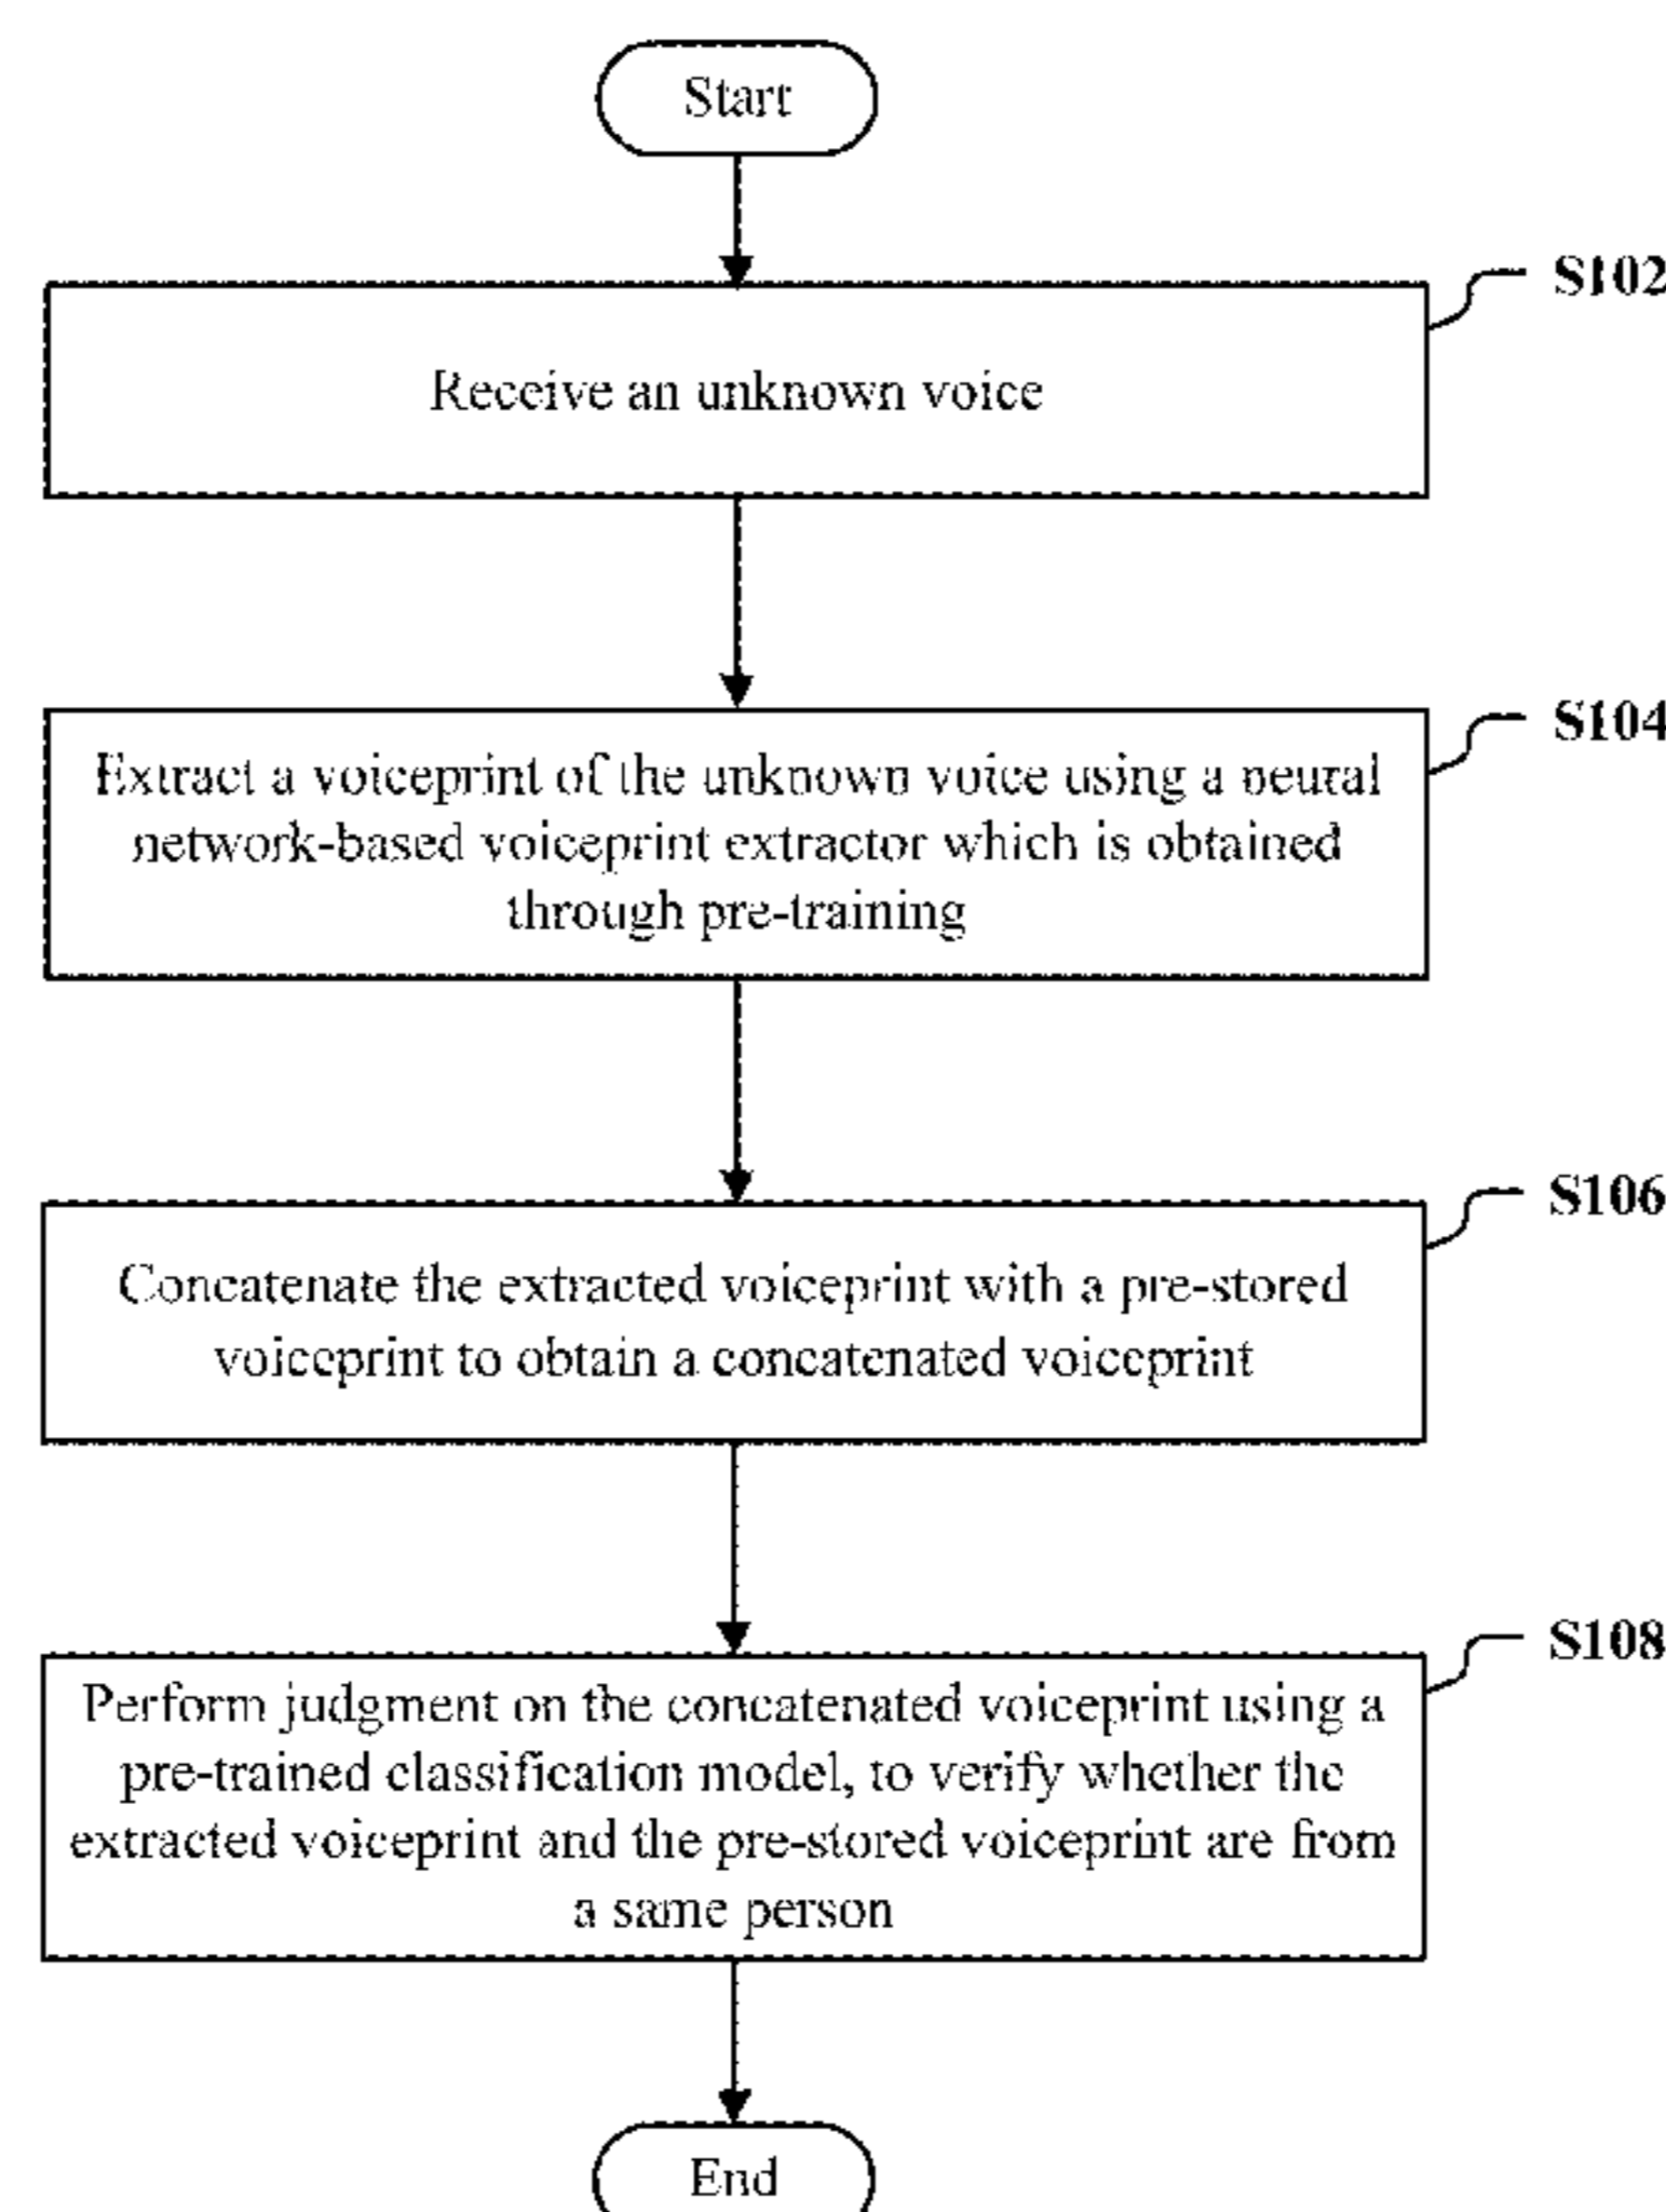 Start
S102
Receive an unknown voice
S104
Extract a voiceprint of the unknown voice using a neural
network-based voiceprint extractor which is obtained
through pre-training
S106
Concatenate the extracted voiceprint with a pre-stored
voiceprint to obtain a concatenated voiceprint
S108
Perform judgment on the concatenated voiceprint using a
pre-trained classification model, to verify whether the
extracted voiceprint and the pre-stored voiceprint are from
a same person
End